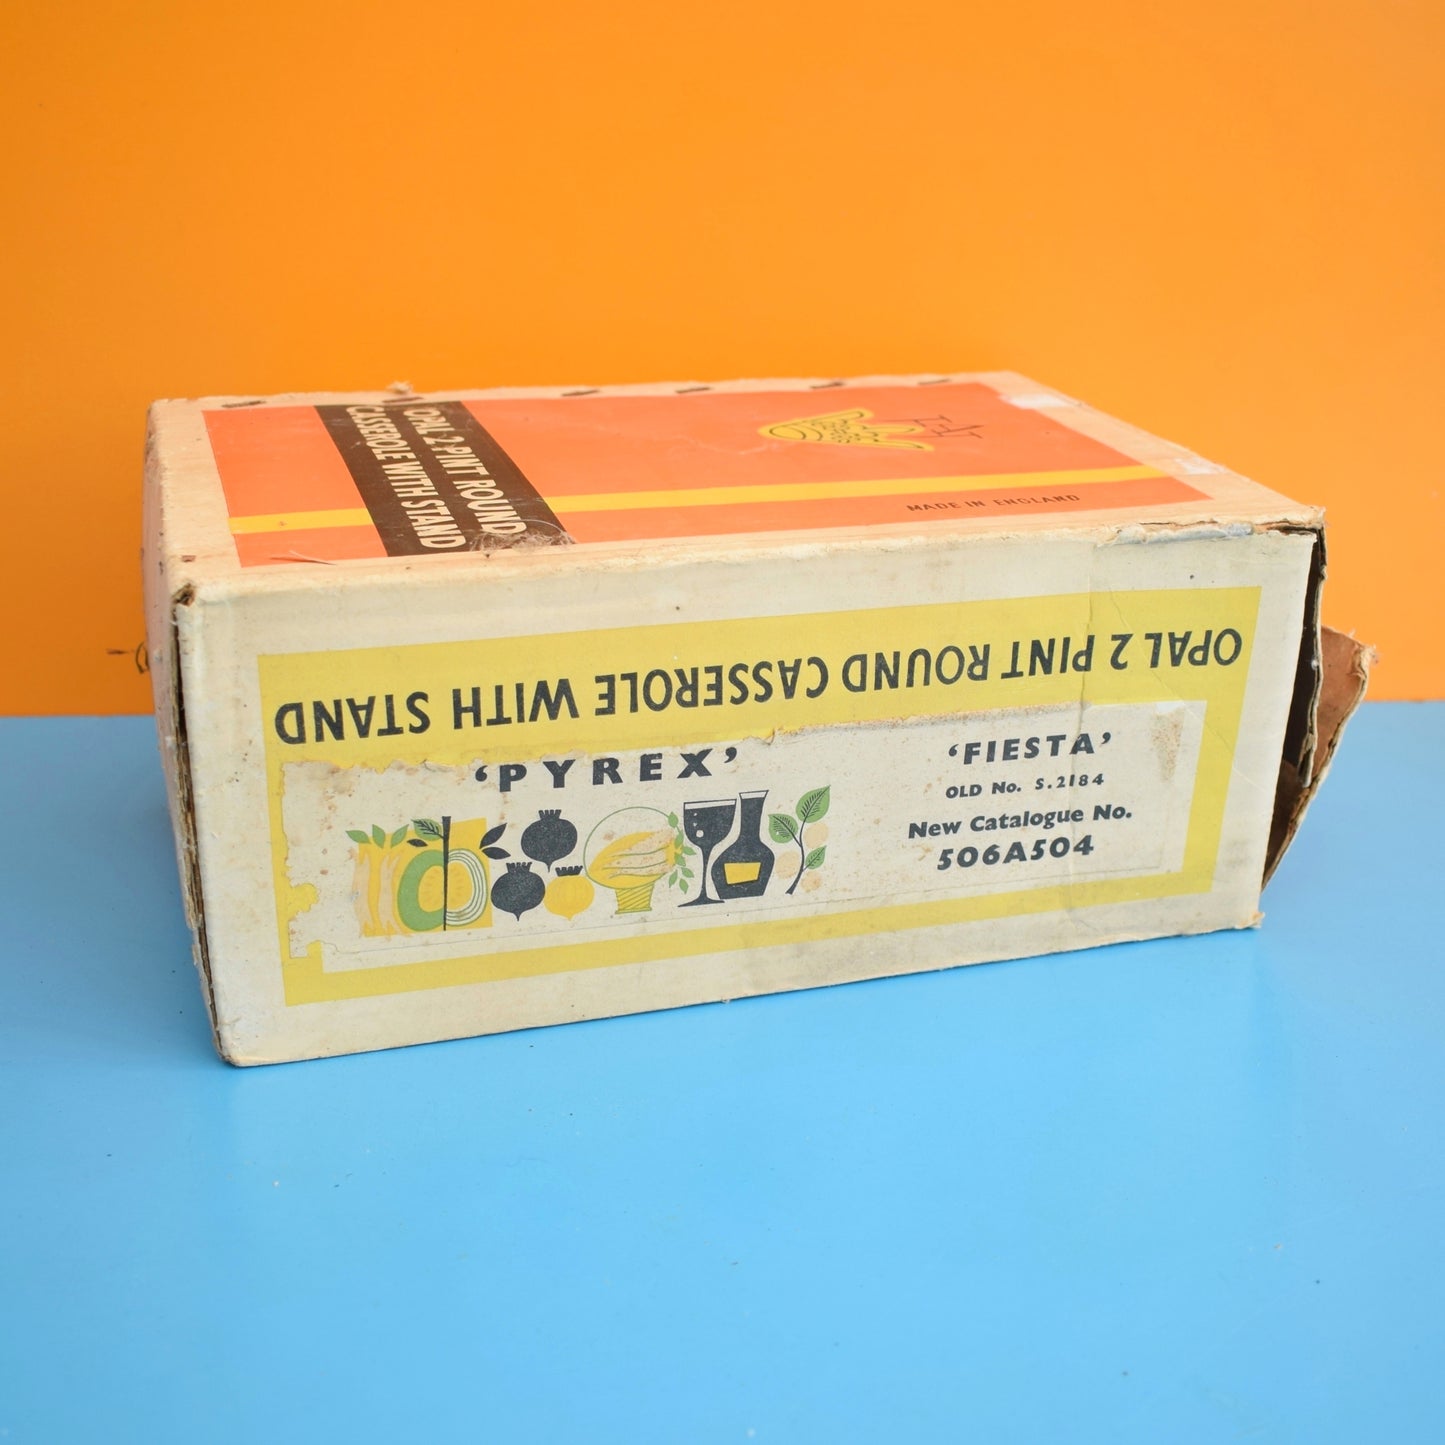 OPAL 2 PINT ROUND
CASSEROLE WITH STAND
MADE IN ENGLAND
OPAL 2 PINT ROUND CASSEROLE WITH STAND
‘PYREX’
‘FIESTA’
OLD No. S.2184
New Catalogue No.
506A504